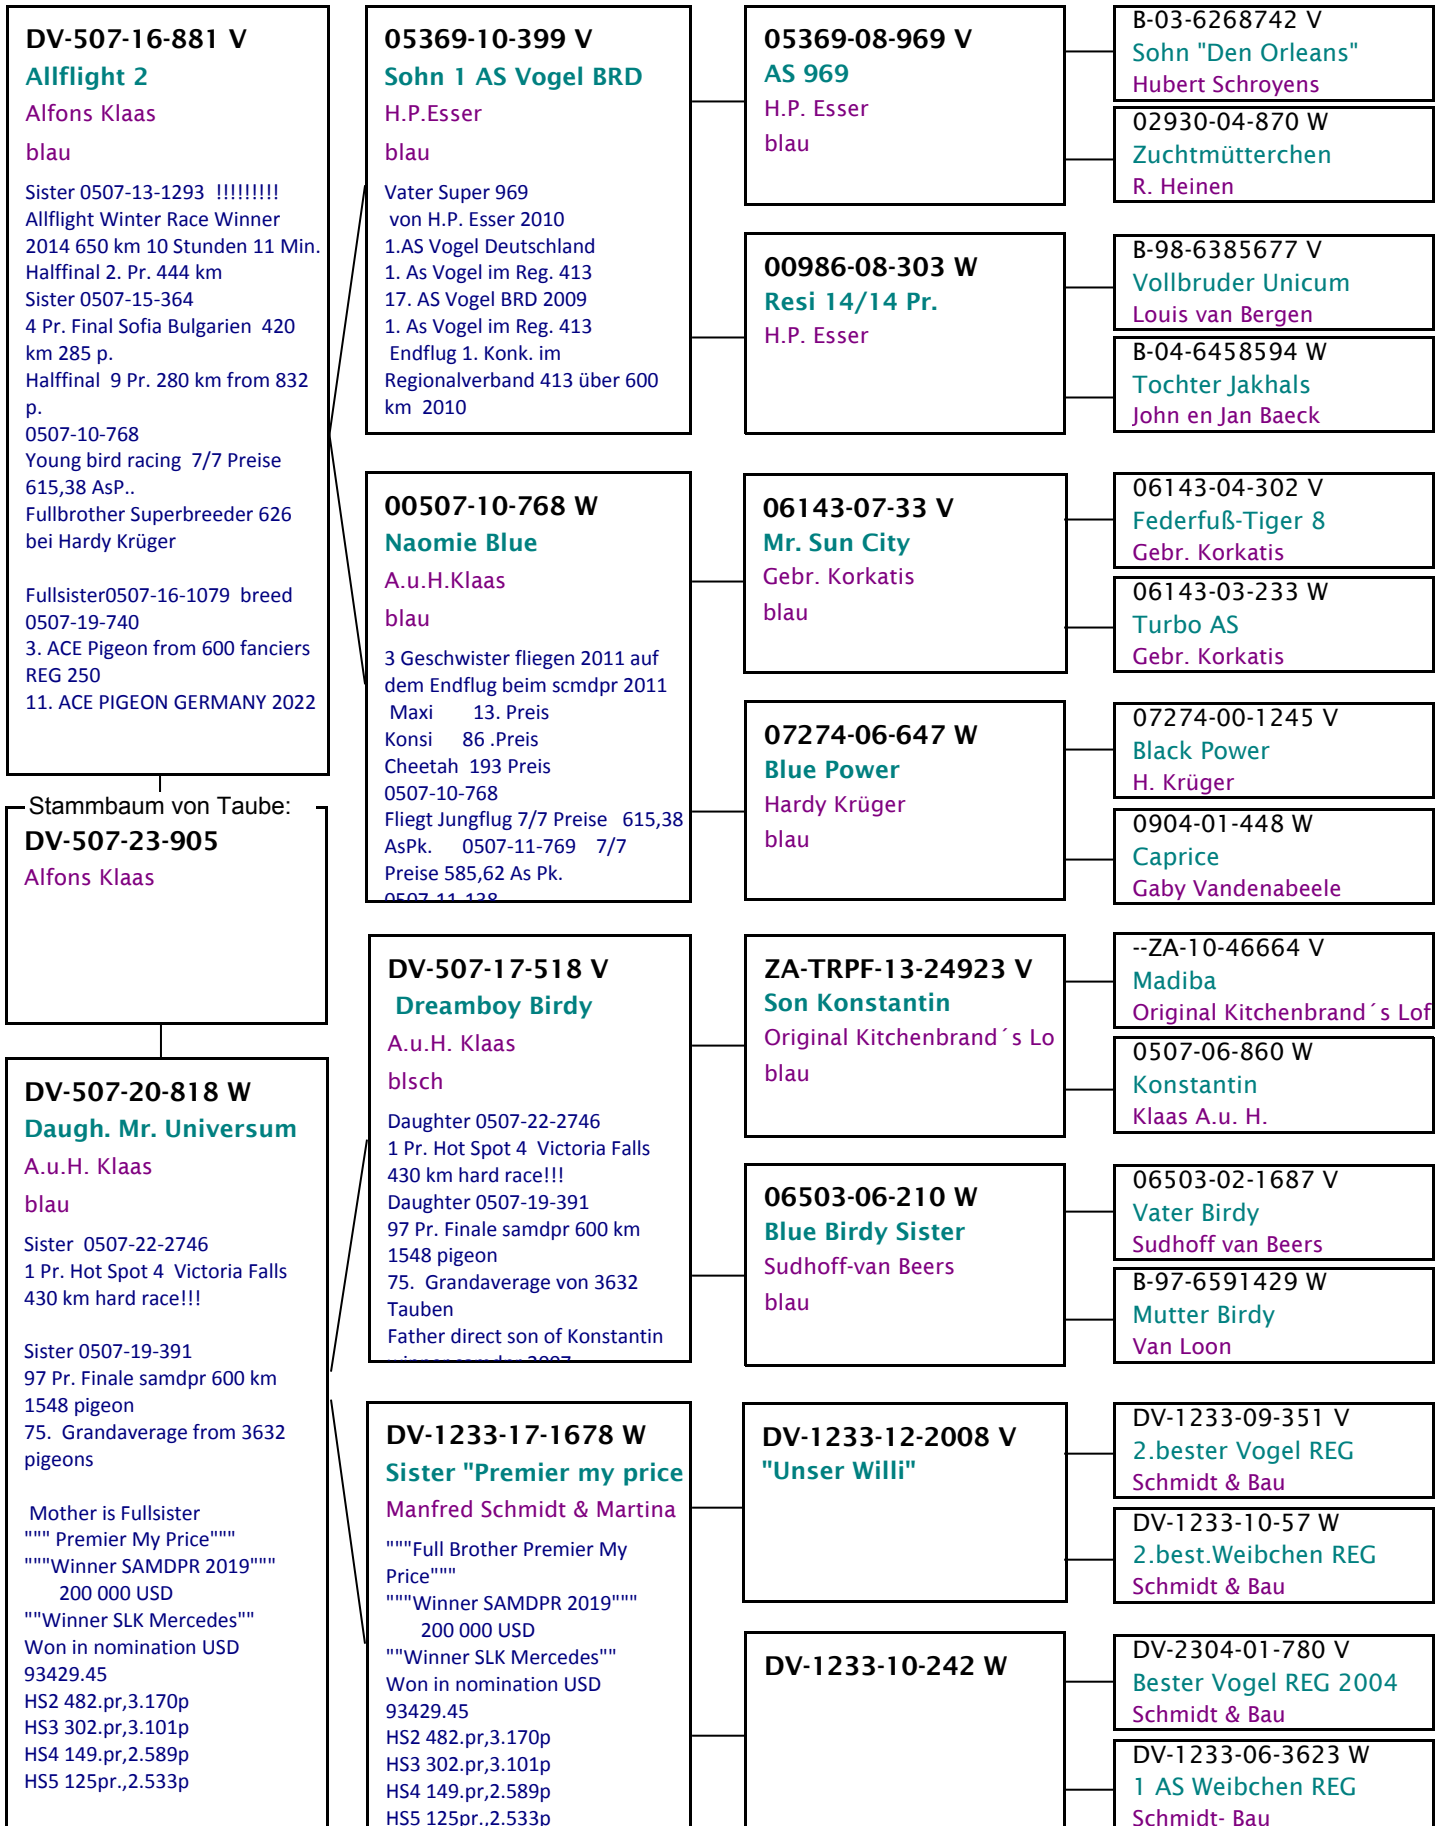 DV-507-16-881 V
Allflight 2
Alfons Klaas
blau
Sister 0507-13-1293  !!!!!!!!!
Allflight Winter Race Winner
2014 650 km 10 Stunden 11 Min.
Halffinal 2. Pr. 444 km
Sister 0507-15-364
4 Pr. Final Sofia Bulgarien  420
km 285 p.
Halffinal  9 Pr. 280 km from 832
p.
0507-10-768
Young bird racing  7/7 Preise
615,38 AsP..
Fullbrother Superbreeder 626
bei Hardy Krüger
Fullsister0507-16-1079  breed
0507-19-740
3. ACE Pigeon from 600 fanciers
REG 250
11. ACE PIGEON GERMANY 2022
Stammbaum von Taube:
DV-507-23-905
Alfons Klaas
DV-507-20-818 W
Daugh. Mr. Universum
A.u.H. Klaas
blau
Sister  0507-22-2746
1 Pr. Hot Spot 4  Victoria Falls
430 km hard race!!!
Sister 0507-19-391
97 Pr. Finale samdpr 600 km
1548 pigeon
75.  Grandaverage from 3632
pigeons
Mother is Fullsister
""" Premier My Price"""
"""Winner SAMDPR 2019"""
200 000 USD
""Winner SLK Mercedes""
Won in nomination USD
93429.45
HS2 482.pr,3.170p
HS3 302.pr,3.101p
HS4 149.pr,2.589p
HS5 125pr.,2.533p
05369-10-399 V
Sohn 1 AS Vogel BRD
H.P.Esser
blau
Vater Super 969
von H.P. Esser 2010
1.AS Vogel Deutschland
1. As Vogel im Reg. 413
17. AS Vogel BRD 2009
1. As Vogel im Reg. 413
Endflug 1. Konk. im
Regionalverband 413 über 600
km  2010
00507-10-768 W
Naomie Blue
A.u.H.Klaas
blau
3 Geschwister fliegen 2011 auf
dem Endflug beim scmdpr 2011
Maxi       13. Preis
Konsi     86 .Preis
Cheetah  193 Preis
0507-10-768
Fliegt Jungflug 7/7 Preise   615,38
AsPk.     0507-11-769    7/7
Preise 585,62 As Pk.
0507-11-138
DV-507-17-518 V
Dreamboy Birdy
A.u.H. Klaas
blsch
Daughter 0507-22-2746
1 Pr. Hot Spot 4  Victoria Falls
430 km hard race!!!
Daughter 0507-19-391
97 Pr. Finale samdpr 600 km
1548 pigeon
75.  Grandaverage von 3632
Tauben
Father direct son of Konstantin
winner samdpr 2007
DV-1233-17-1678 W
Sister "Premier my price
Manfred Schmidt & Martina
"""Full Brother Premier My
Price"""
"""Winner SAMDPR 2019"""
200 000 USD
""Winner SLK Mercedes""
Won in nomination USD
93429.45
HS2 482.pr,3.170p
HS3 302.pr,3.101p
HS4 149.pr,2.589p
HS5 125pr.,2.533p
05369-08-969 V
AS 969
H.P. Esser
blau
00986-08-303 W
Resi 14/14 Pr.
H.P. Esser
06143-07-33 V
Mr. Sun City
Gebr. Korkatis
blau
07274-06-647 W
Blue Power
Hardy Krüger
blau
ZA-TRPF-13-24923 V
Son Konstantin
Original Kitchenbrand´s Lo
blau
06503-06-210 W
Blue Birdy Sister
Sudhoff-van Beers
blau
DV-1233-12-2008 V
"Unser Willi"
DV-1233-10-242 W
B-03-6268742 V
Sohn "Den Orleans"
Hubert Schroyens
02930-04-870 W
Zuchtmütterchen
R. Heinen
B-98-6385677 V
Vollbruder Unicum
Louis van Bergen
B-04-6458594 W
Tochter Jakhals
John en Jan Baeck
06143-04-302 V
Federfuß-Tiger 8
Gebr. Korkatis
06143-03-233 W
Turbo AS
Gebr. Korkatis
07274-00-1245 V
Black Power
H. Krüger
0904-01-448 W
Caprice
Gaby Vandenabeele
--ZA-10-46664 V
Madiba
Original Kitchenbrand´s Lof
0507-06-860 W
Konstantin
Klaas A.u. H.
06503-02-1687 V
Vater Birdy
Sudhoff van Beers
B-97-6591429 W
Mutter Birdy
Van Loon
DV-1233-09-351 V
2.bester Vogel REG
Schmidt & Bau
DV-1233-10-57 W
2.best.Weibchen REG
Schmidt & Bau
DV-2304-01-780 V
Bester Vogel REG 2004
Schmidt & Bau
DV-1233-06-3623 W
1 AS Weibchen REG
Schmidt- Bau